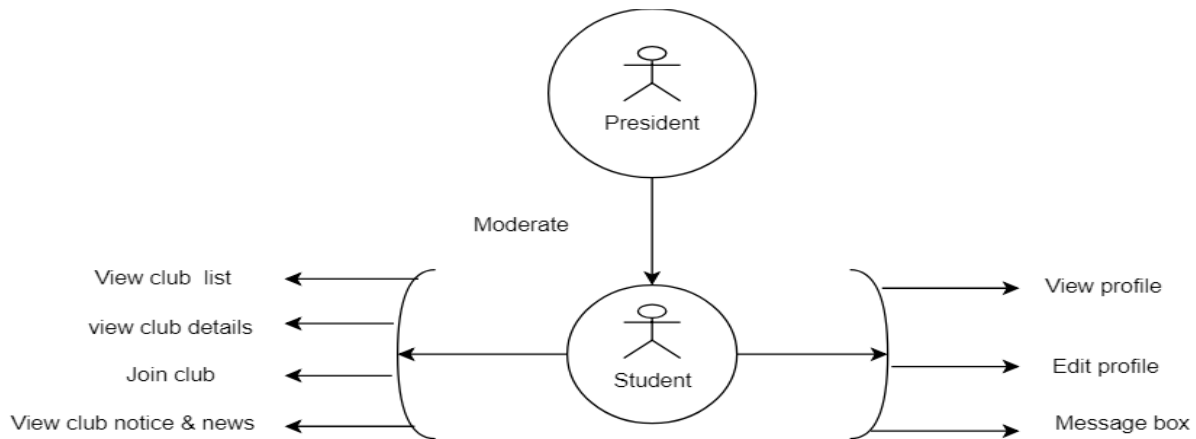 President
Moderate
View club list
view club details
Join club
View club notice & news
Student
View profile
Edit profile
Message box